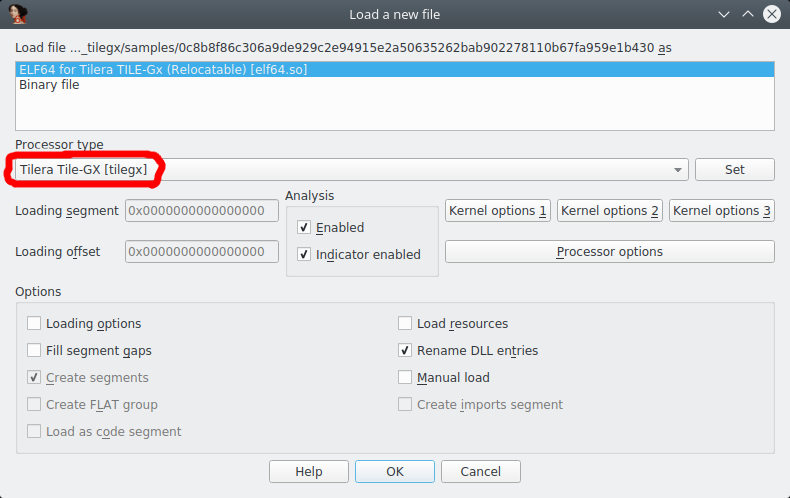 Load a new file
Load file ..._tilegx/samples/0c8b8f86c306a9de929c2e94915e2a50635262bab902278110b67fa959e1b430 as
ELF64 for Tilera TILE-Gx (Relocatable) [elf64.so]
Binary file
Processor type
Tilera Tile-GX [tilegx]
Set
Loading segment 0x0000000000000000
Loading offset 0x0000000000000000
Analysis
Enabled
Indicator enabled
Kernel options 1 Kernel options 2 Kernel options 3
Processor options
Options
Loading options
Load resources
Fill segment gaps
Rename DLL entries
Create segments
Manual load
Create FLAT group
Create imports segment
Load as code segment
Help OK Cancel